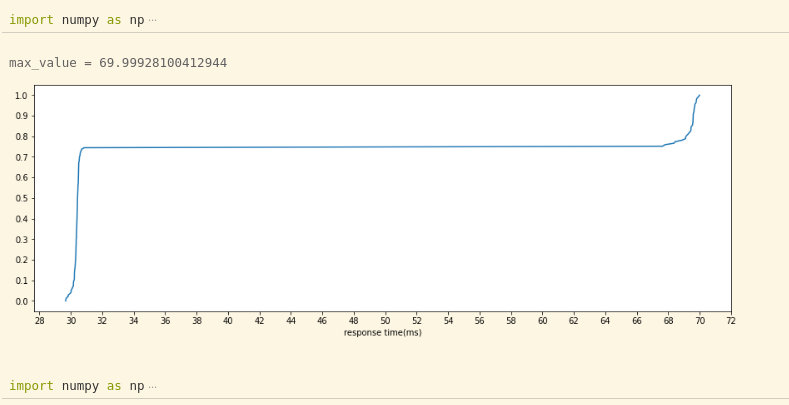 import numpy as np ...
max_value = 69.99928100412944
1.0
0.9
0.8
0.7
0.6
0.5
0.4
0.3
0.2
0.1
0.0
28 30 32 34 36 38 40 42 44 46 48 50 52 54 56 58 60 62 64 66 68 70 72
response time(ms)
import numpy as np ...